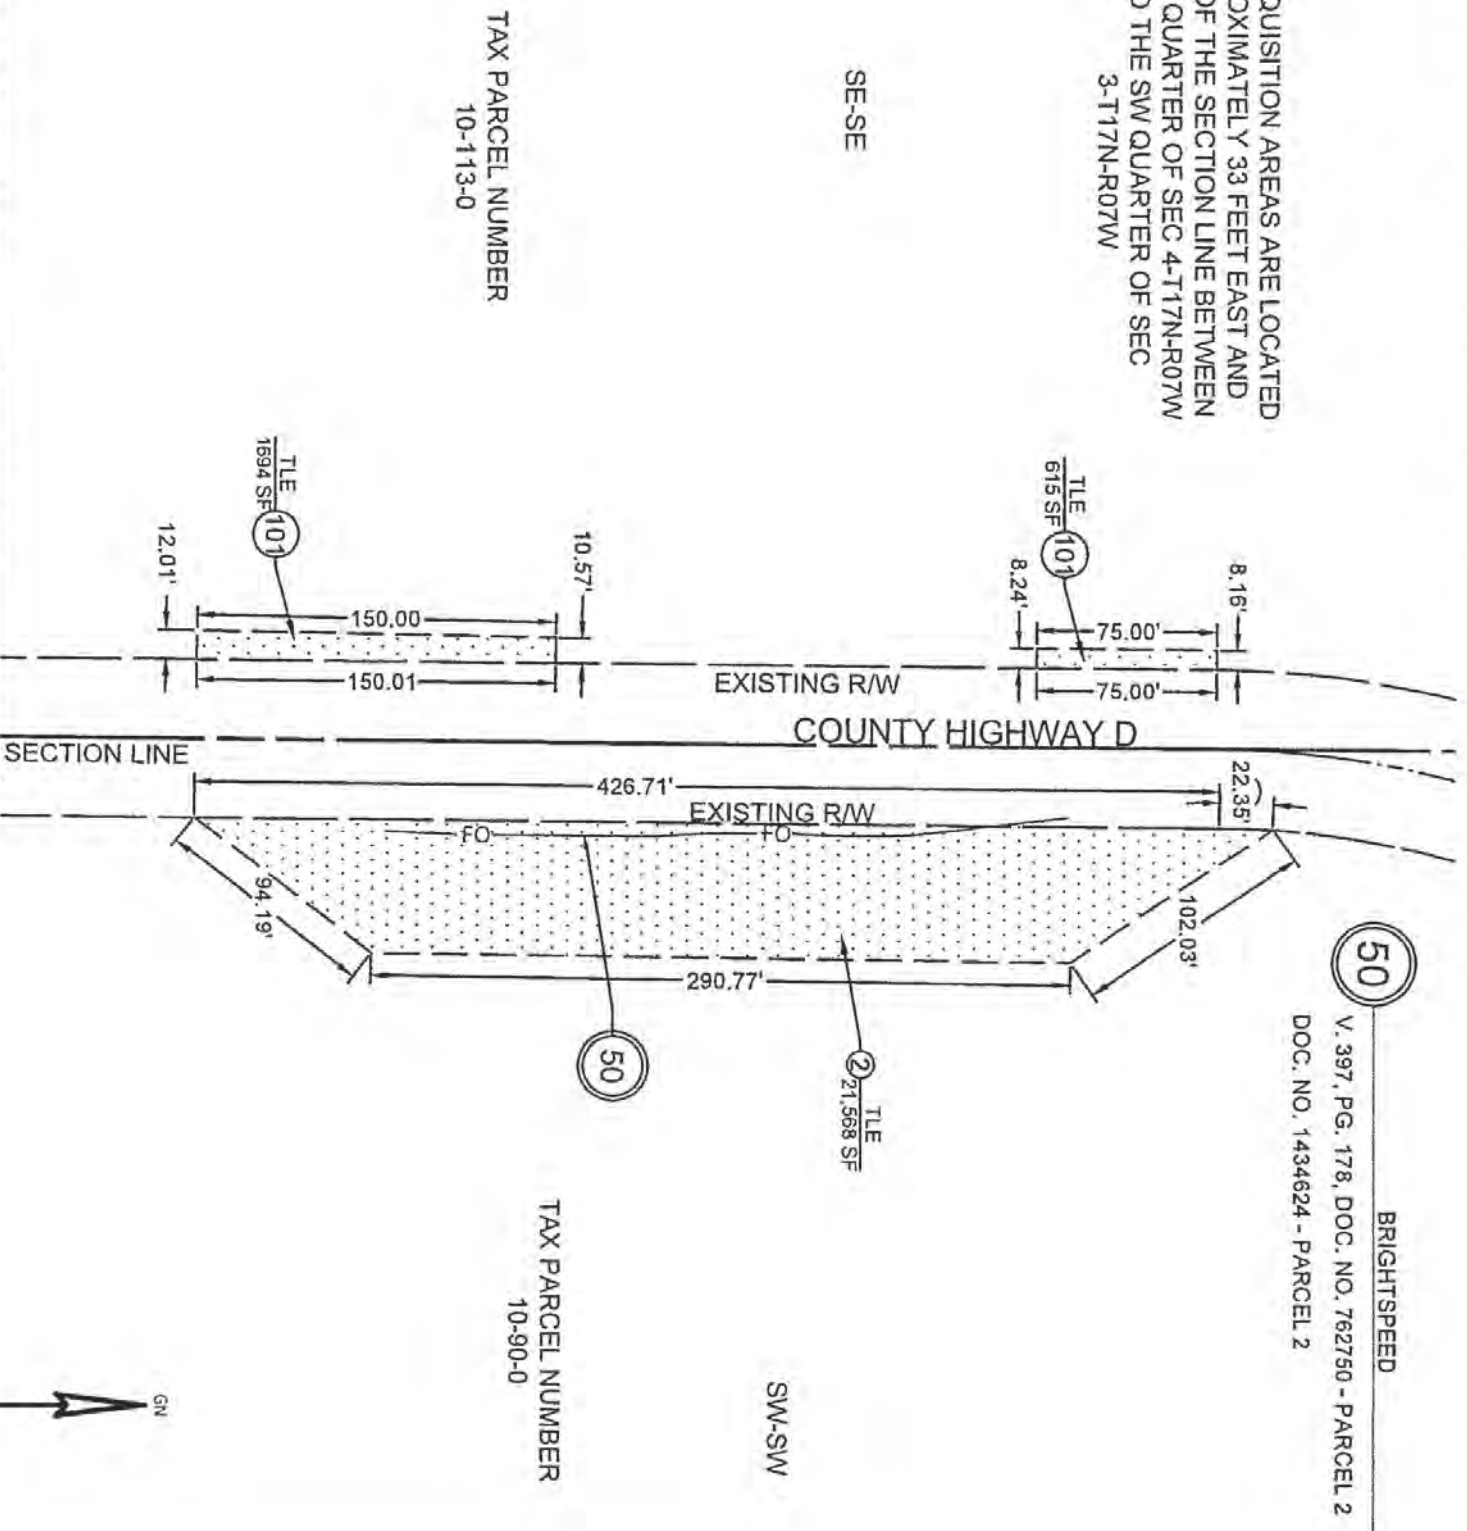 QUISITION AREAS ARE LOCATED
OXIMATELY 33 FEET EAST AND
OF THE SECTION LINE BETWEEN
QUARTER OF SEC 4-T17N-R07W
THE SW QUARTER OF SEC
3-T17N-R07W
SE-SE
TAX PARCEL NUMBER
10-113-0
TLE
615 SF
101
8.16'
8.24'
75.00'
75.00'
TLE
1694 SF
101
10.57'
12.01'
150.00
150.01
EXISTING R/W
COUNTY HIGHWAY D
SECTION LINE
426.71'
22.35'
EXISTING R/W
FO
FO
94.19'
290.77'
102.03'
50
BRIGHTSPEED
V. 397, PG. 178, DOC. NO. 762750 - PARCEL 2
DOC. NO. 1434624 - PARCEL 2
50
2
TLE
21,568 SF
TAX PARCEL NUMBER
10-90-0
SW-SW
GN